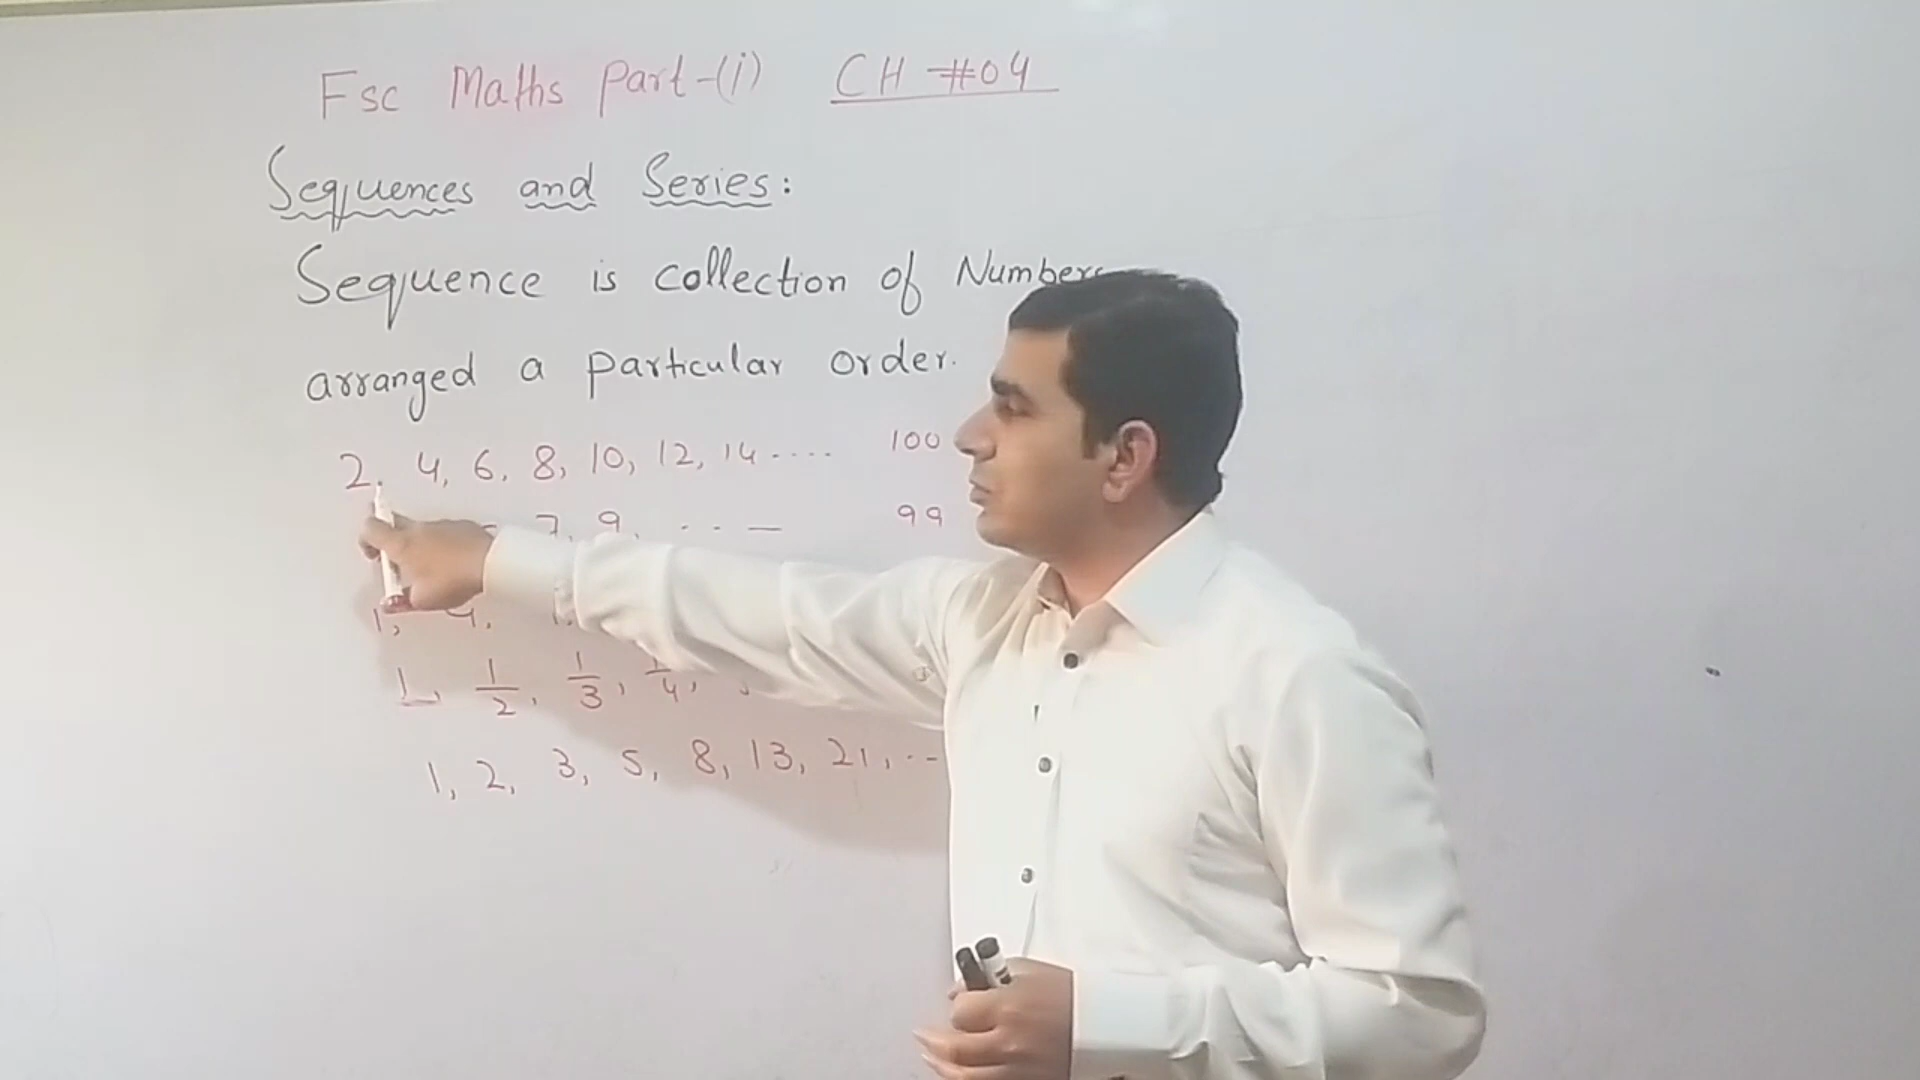 Fsc Maths Part-(i) CH #04
Sequences and Series:
Sequence is collection of Numbers
arranged a particular order.
2, 4, 6, 8, 10, 12, 14 .... 100
7, 9, . . — 99
1, 4,
1, 1/2, 1/3, 1/4,
1, 2, 3, 5, 8, 13, 21, ..-